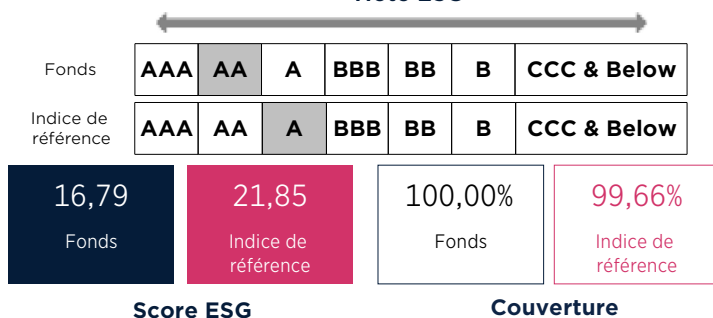 Note ESG
Fonds AAA AA A BBB BB B CCC & Below
Indice de référence AAA AA A BBB BB B CCC & Below
16,79 21,85 100,00% 99,66%
Fonds Indice de référence Fonds Indice de référence
Score ESG Couverture